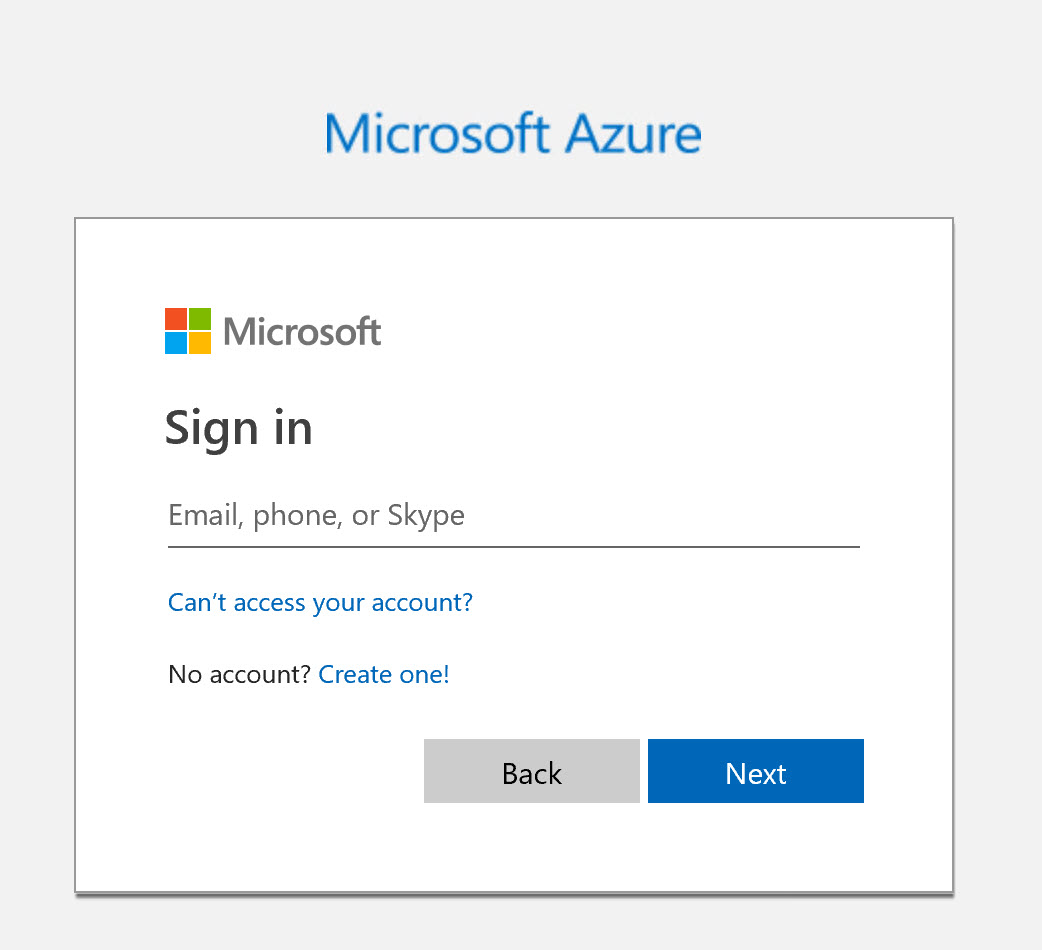 Microsoft Azure
Microsoft
Sign in
Email, phone, or Skype
Can’t access your account?
No account? Create one!
Back
Next